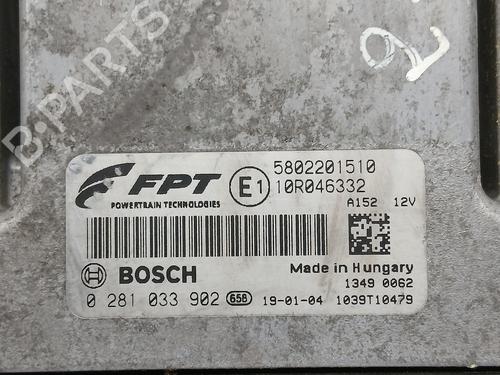 B-PARTS
FPT
POWERTRAIN TECHNOLOGIES
E1
5802201510
10R046332
A152 12V
BOSCH
Made in Hungary
1349 0062
0 281 033 902 658 19-01-04 1039T10479